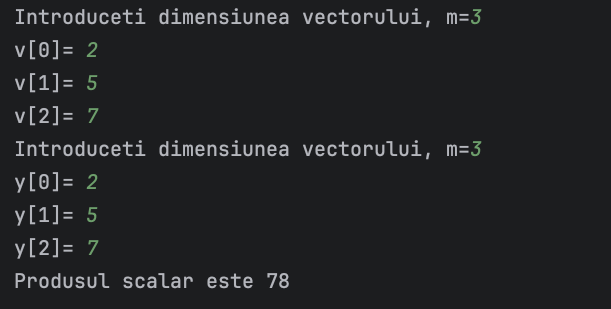 Introduceti dimensiunea vectorului, m=3
v[0]= 2
v[1]= 5
v[2]= 7
Introduceti dimensiunea vectorului, m=3
y[0]= 2
y[1]= 5
y[2]= 7
Produsul scalar este 78